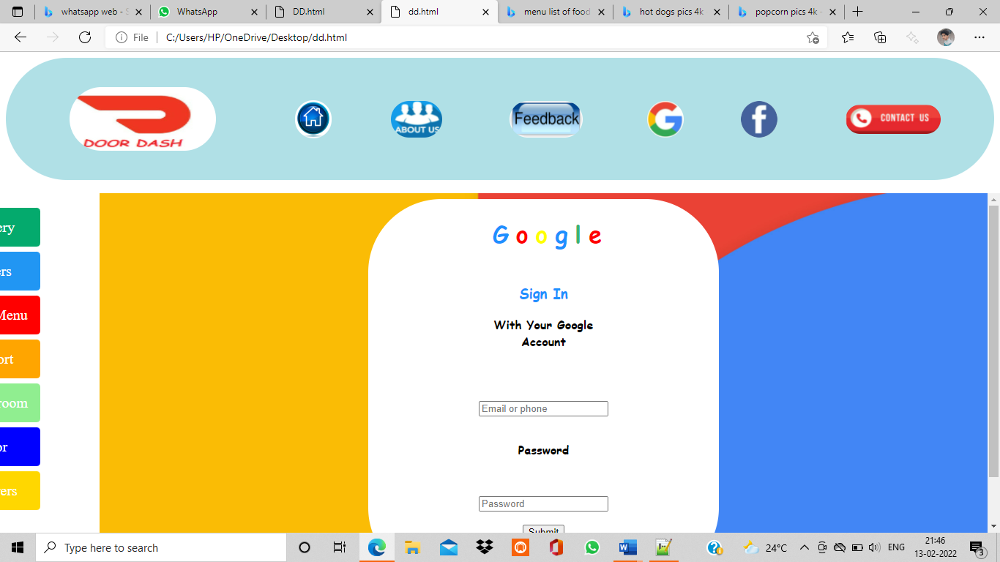 whatsapp web - S
WhatsApp
DD.html
dd.html
menu list of food
hot dogs pics 4k
popcorn pics 4k -
File
C:/Users/HP/OneDrive/Desktop/dd.html
DOOR DASH
ABOUT US
Feedback
CONTACT US
ery
ers
Menu
ort
room
or
ers
Google
Sign In
With Your Google
Account
Email or phone
Password
Password
Submit
Type here to search
24°C
ENG
21:46
13-02-2022
3